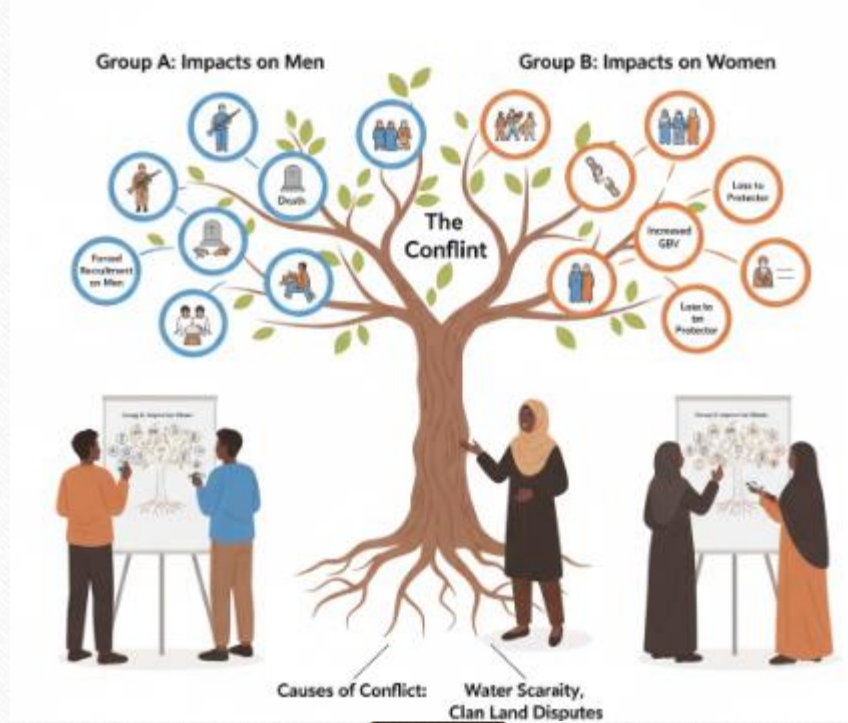 Group A: Impacts on Men
Group B: Impacts on Women
Death
The
Conflint
Loss to
Protector
Increased
GBV
Forced
Recruitment
on Men
Loss to
Protector
Causes of Conflict:
Water Scaraity,
Clan Land Disputes